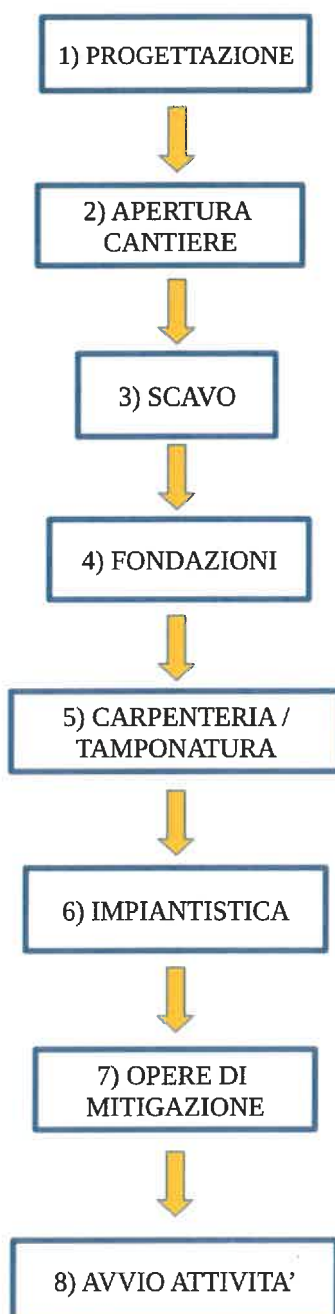 1) PROGETTAZIONE
2) APERTURA
CANTIERE
3) SCAVO
4) FONDAZIONI
5) CARPENTERIA /
TAMPONATURA
6) IMPIANTISTICA
7) OPERE DI
MITIGAZIONE
8) AVVIO ATTIVITA'